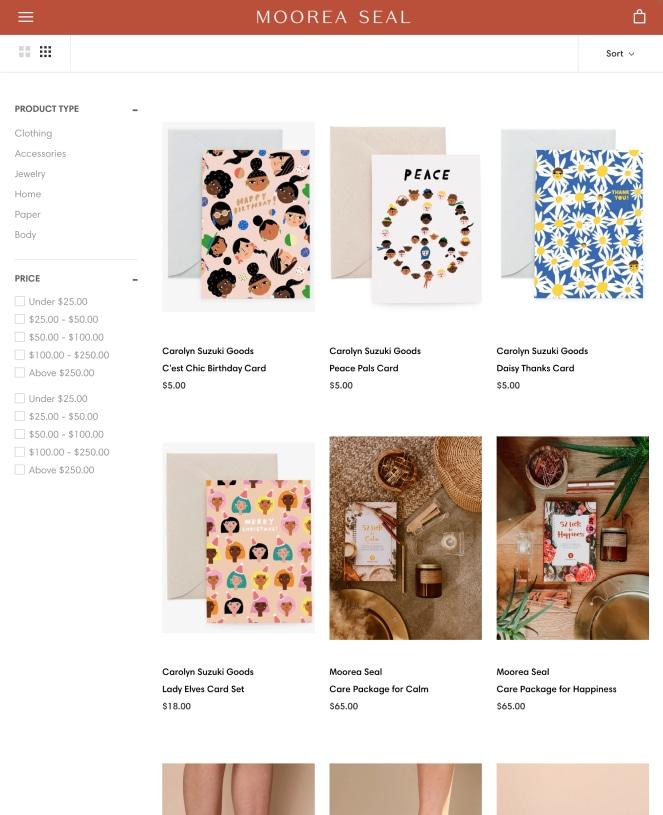 MOOREA SEAL
Sort
PRODUCT TYPE
Clothing
Accessories
Jewelry
Home
Paper
Body
PRICE
Under $25.00
$25.00 - $50.00
$50.00 - $100.00
$100.00 - $250.00
Above $250.00
Under $25.00
$25.00 - $50.00
$50.00 - $100.00
$100.00 - $250.00
Above $250.00
HAPPY
BIRTHDAY!
Carolyn Suzuki Goods
C'est Chic Birthday Card
$5.00
PEACE
Carolyn Suzuki Goods
Peace Pals Card
$5.00
THANK
YOU!
Carolyn Suzuki Goods
Daisy Thanks Card
$5.00
MERRY
CHRISTMAS!
Carolyn Suzuki Goods
Lady Elves Card Set
$18.00
52 Lists
Calm
Moorea Seal
Care Package for Calm
$65.00
52 Lists
for
Happiness
Moorea Seal
Care Package for Happiness
$65.00